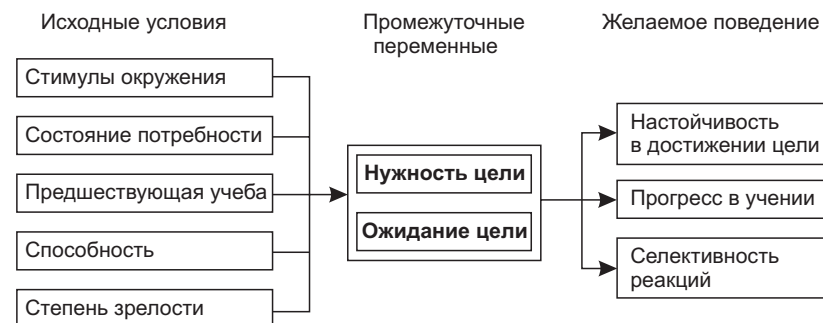 Исходные условия
Стимулы окружения
Состояние потребности
Предшествующая учеба
Способность
Степень зрелости
Промежуточные
переменные
Нужность цели
Ожидание цели
Желаемое поведение
Настойчивость
в достижении цели
Прогресс в учении
Селективность
реакций